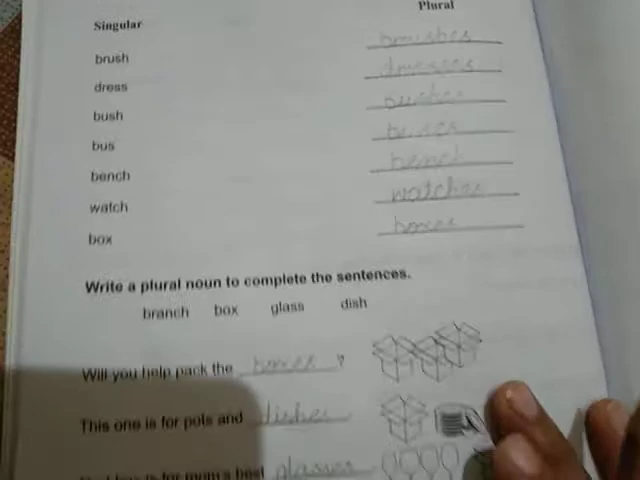 Singular Plural
brush brushes
dress dresses
bush
bus buses
bench
watch watches
box boxes
Write a plural noun to complete the sentences.
branch box glass dish
Will you help pack the boxes ?
This one is for pots and dishes
glasses